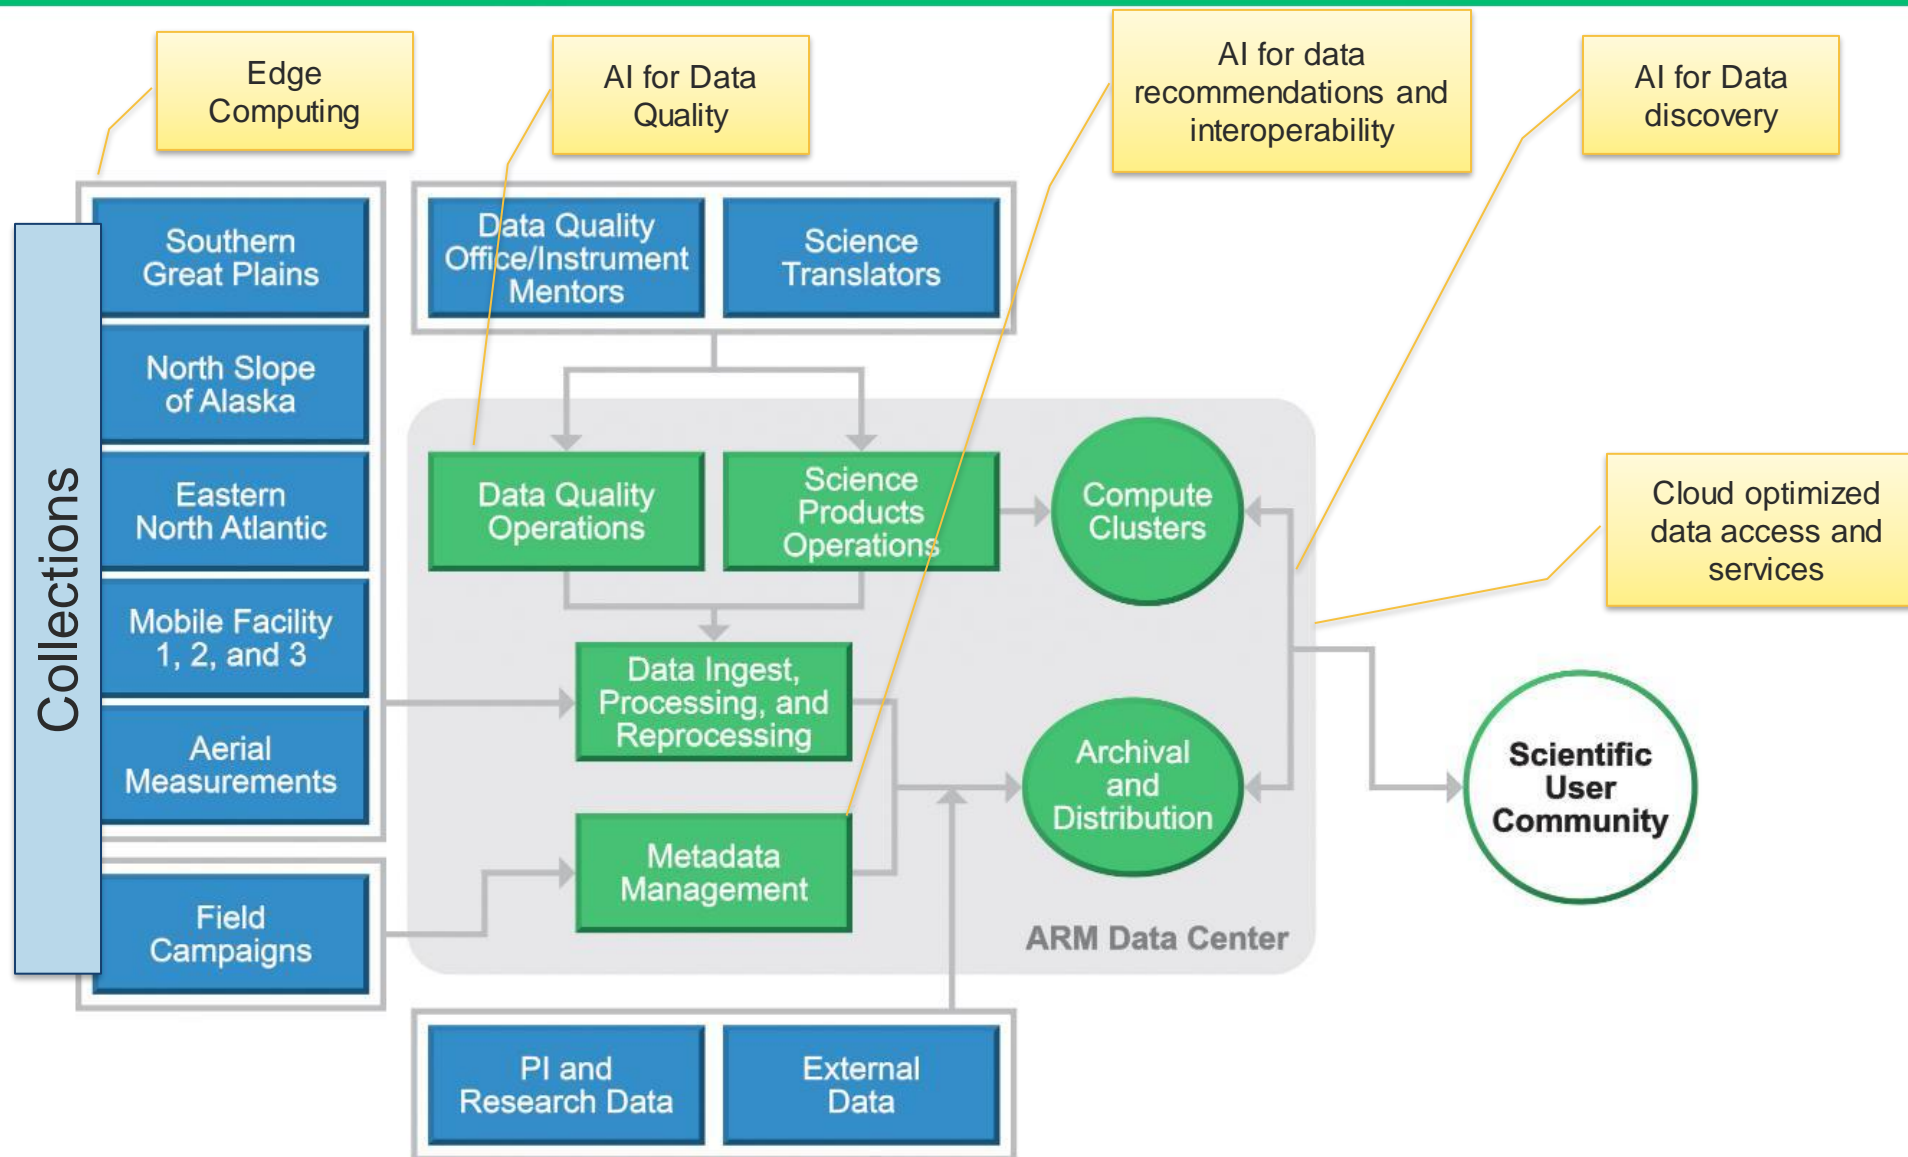 Edge
Computing
AI for Data
Quality
AI for data
recommendations and
interoperability
AI for Data
discovery
Collections
Southern
Great Plains
North Slope
of Alaska
Eastern
North Atlantic
Mobile Facility
1, 2, and 3
Aerial
Measurements
Field
Campaigns
Data Quality
Office/Instrument
Mentors
Science
Translators
Data Quality
Operations
Science
Products
Operations
Compute
Clusters
Cloud optimized
data access and
services
Data Ingest,
Processing, and
Reprocessing
Archival
and
Distribution
Scientific
User
Community
Metadata
Management
ARM Data Center
PI and
Research Data
External
Data